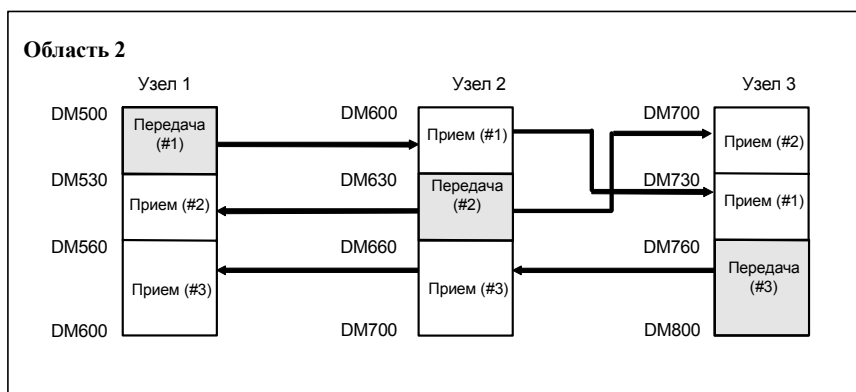 Область 2
Узел 1
Узел 2
Узел 3
DM500
Передача
(#1)
DM600
Прием (#1)
DM700
Прием (#2)
DM530
Прием (#2)
DM630
Передача
(#2)
DM730
Прием (#1)
DM560
Прием (#3)
DM660
Прием (#3)
DM760
Передача
(#3)
DM600
DM700
DM800